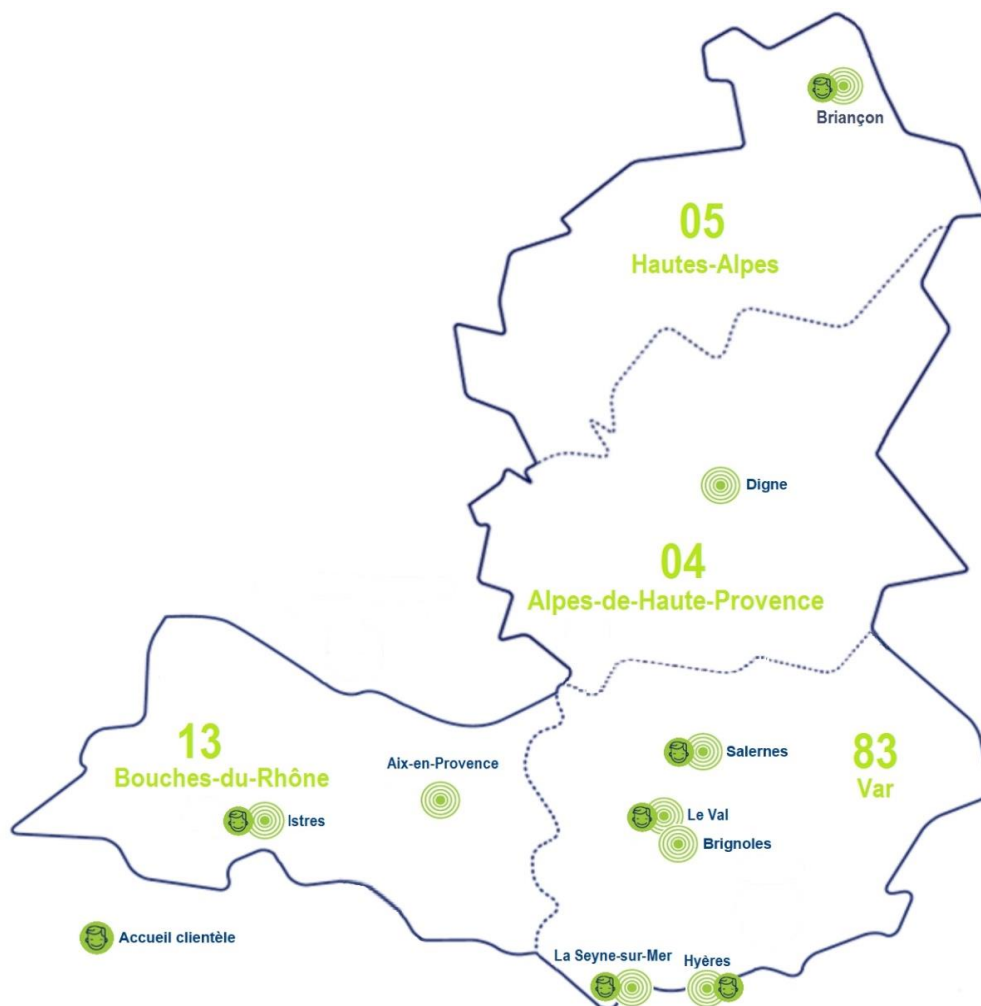 Briançon
05
Hautes-Alpes
Digne
04
Alpes-de-Haute-Provence
13
Bouches-du-Rhône
Aix-en-Provence
Istres
Salernes
83
Var
Le Val
Brignoles
Accueil clientèle
La Seyne-sur-Mer
Hyères